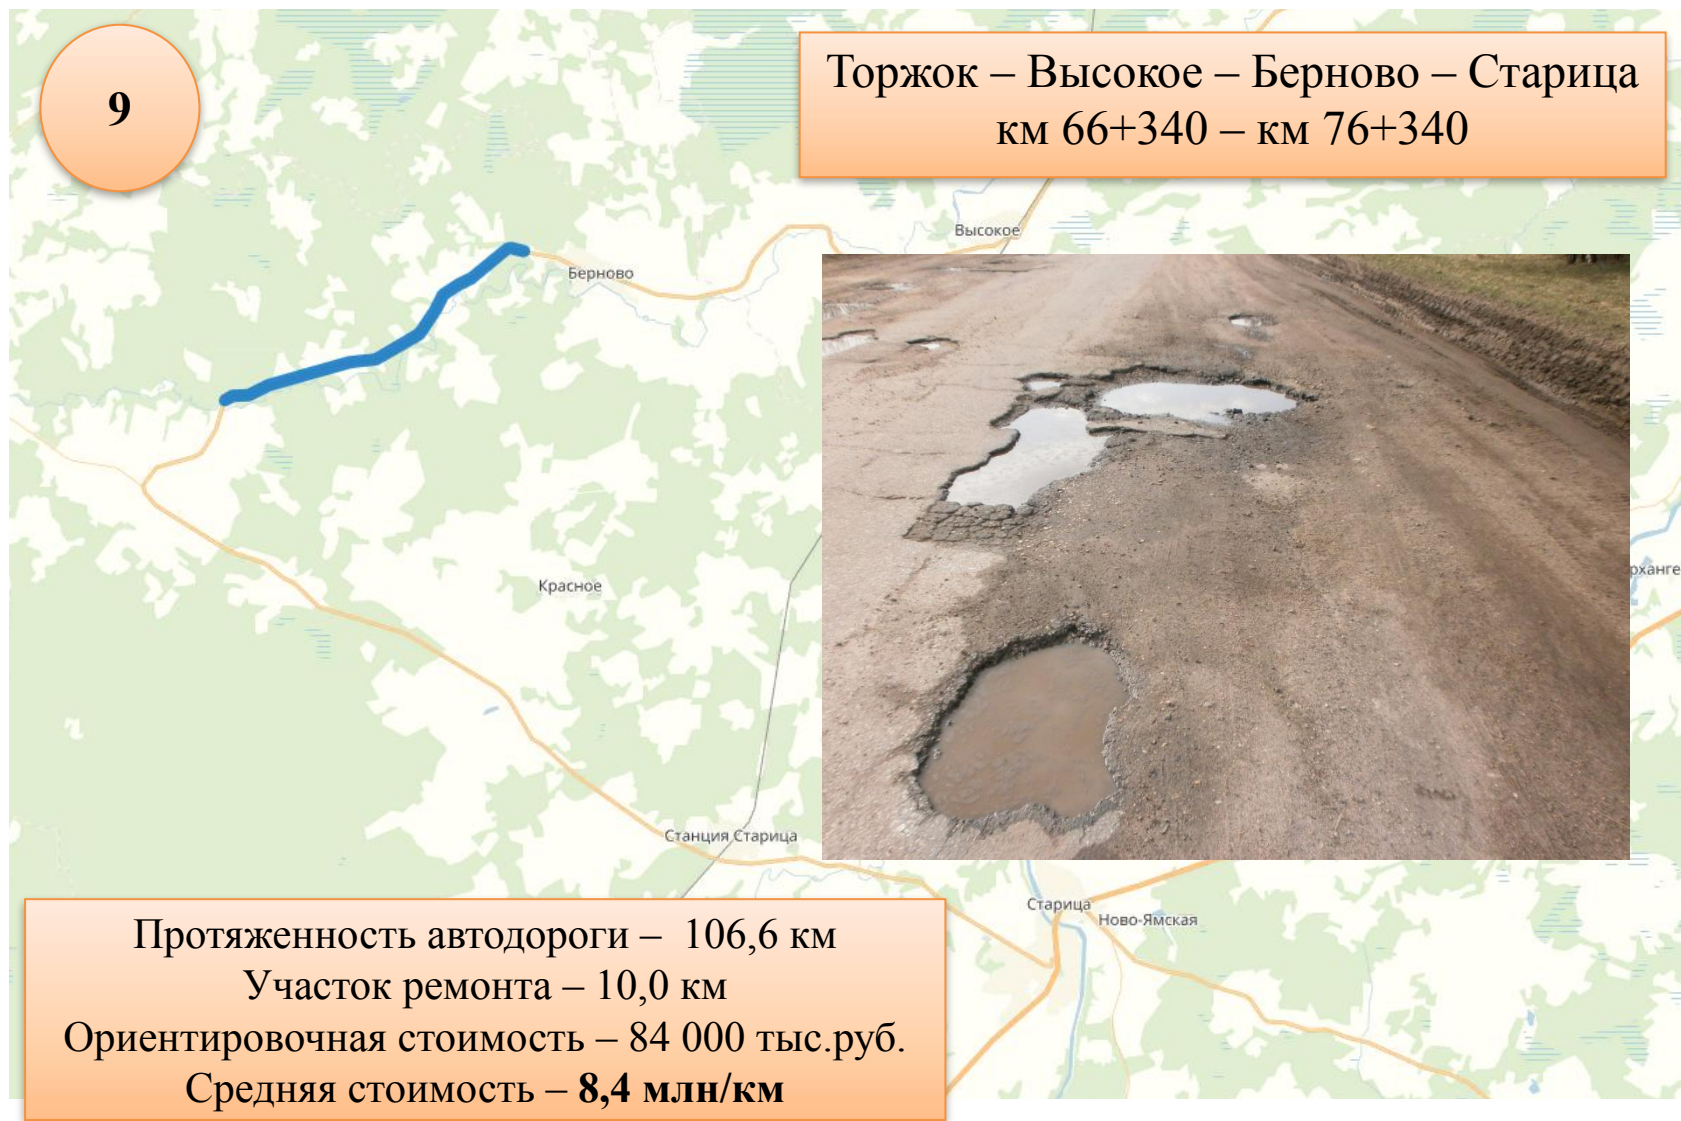 9
Торжок – Высокое – Берново – Старица
км 66+340 – км 76+340
Высокое
Берново
Красное
Станция Старица
Старица
Ново-Ямская
Протяженность автодороги – 106,6 км
Участок ремонта – 10,0 км
Ориентировочная стоимость – 84 000 тыс.руб.
Средняя стоимость – 8,4 млн/км